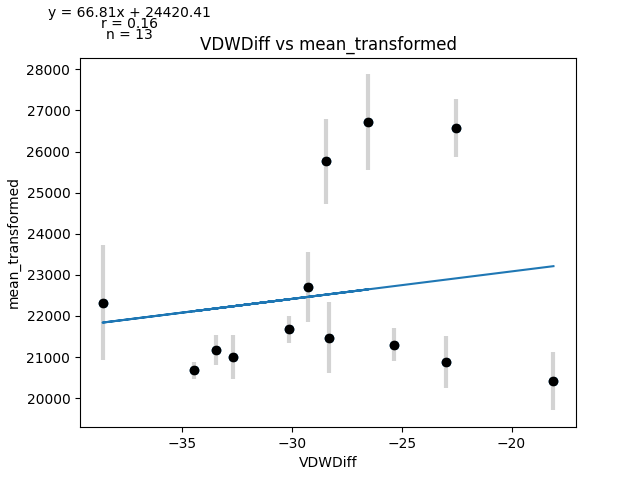 y = 66.81x + 24420.41
r = 0.16
n = 13
VDWDiff vs mean_transformed
28000
27000
26000
25000
24000
23000
22000
21000
20000
mean_transformed
−35
−30
−25
−20
VDWDiff